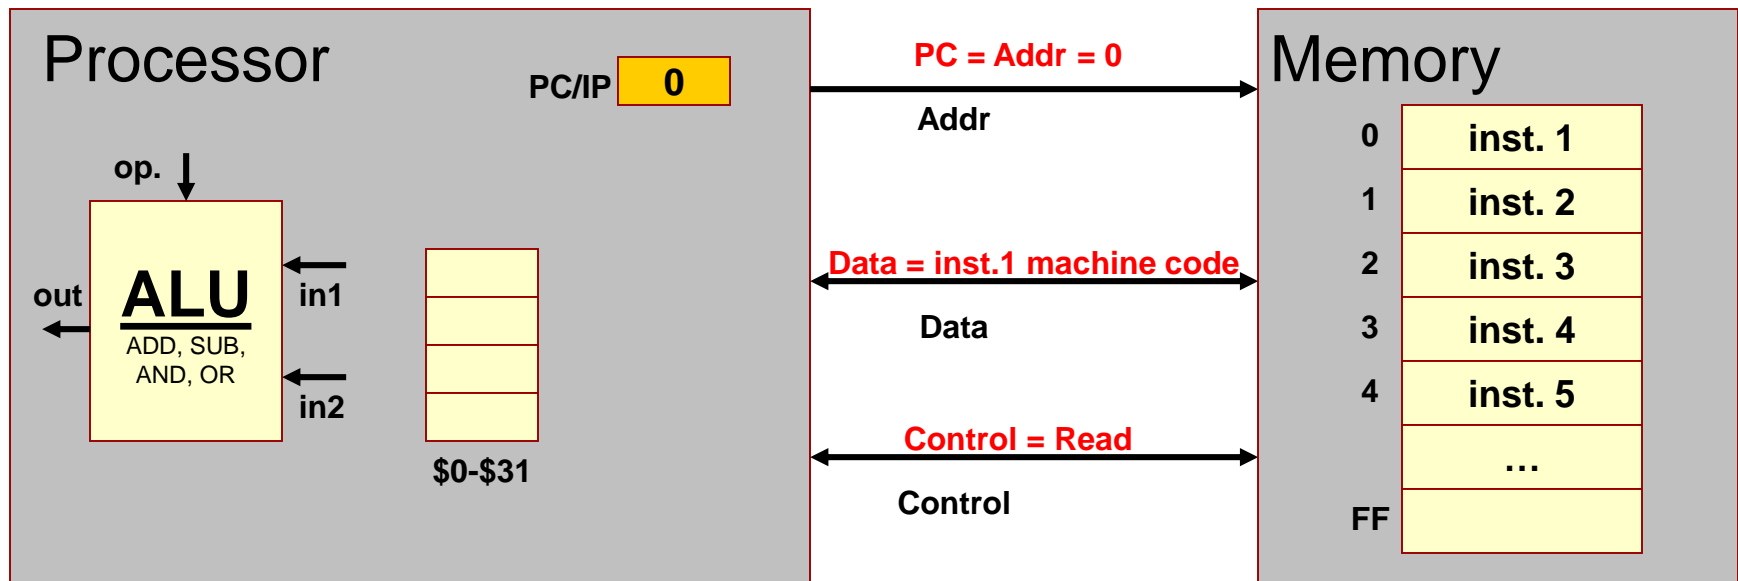 Processor
PC/IP
0
op.
ALU
ADD, SUB,
AND, OR
out
in1
in2
$0-$31
PC = Addr = 0
Addr
Data = inst.1 machine code
Data
Control = Read
Control
Memory
0 inst. 1
1 inst. 2
2 inst. 3
3 inst. 4
4 inst. 5
…
FF